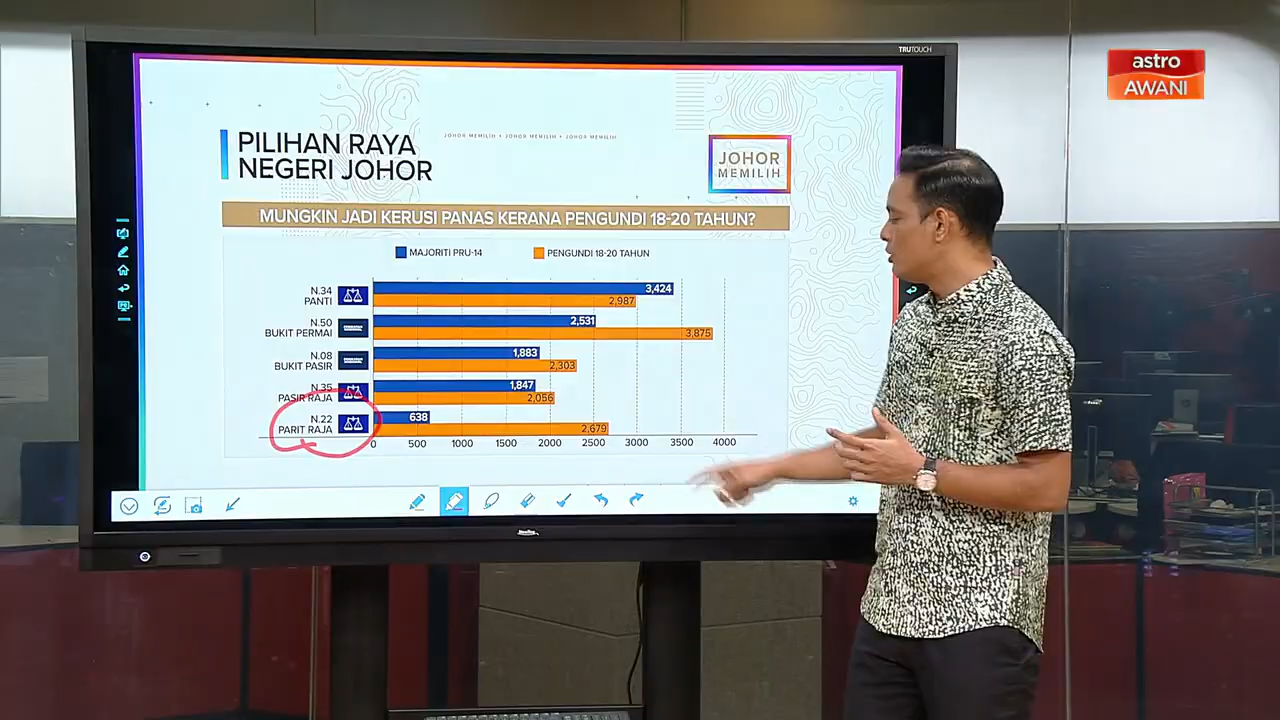 TRUTOUCH
astro
AWANI
PILIHAN RAYA
NEGERI JOHOR
JOHOR MEMILIH • JOHOR MEMILIH • JOHOR MEMILIH
JOHOR
MEMILIH
MUNGKIN JADI KERUSI PANAS KERANA PENGUNDI 18-20 TAHUN?
MAJORITI PRU-14
PENGUNDI 18-20 TAHUN
N.34
PANTI
3,424
2,987
N.50
BUKIT PERMAI
2,531
3,875
N.08
BUKIT PASIR
1,883
2,303
N.35
PASIR RAJA
1,847
2,056
N.22
PARIT RAJA
638
2,679
0 500 1000 1500 2000 2500 3000 3500 4000